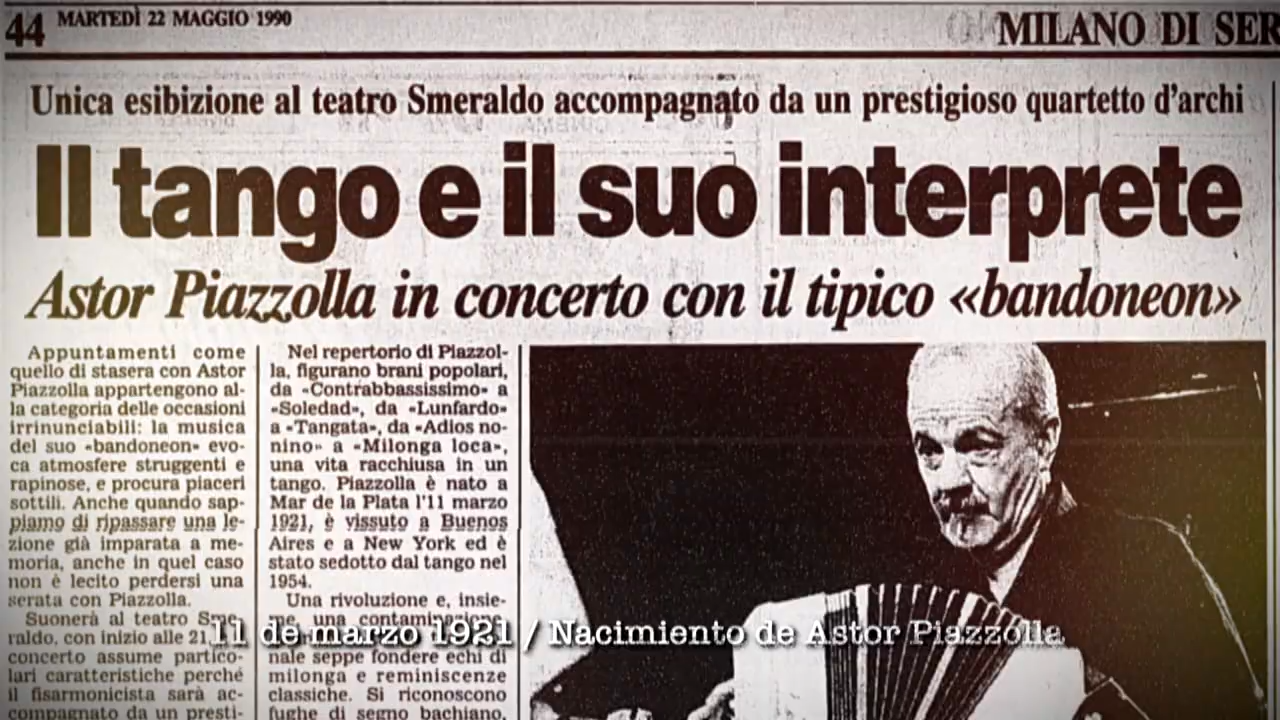 44 MARTEDÌ 22 MAGGIO 1990
MILANO DI SER
Unica esibizione al teatro Smeraldo accompagnato da un prestigioso quartetto d'archi
Il tango e il suo interprete
Astor Piazzolla in concerto con il tipico «bandoneon»
Appuntamenti come
quello di stasera con Astor
Piazzolla appartengono al-
la categoria delle occasioni
irrinunciabili: la musica
del suo «bandoneon» evo-
ca atmosfere struggenti e
rapinose, e procura piaceri
sottili. Anche quando sap-
piamo di ripassare una le-
zione già imparata a me-
moria, anche in quel caso
non è lecito perdersi una
serata con Piazzolla.
Suonerà al teatro Sme-
raldo, con inizio alle 21.
concerto assume partico-
lari caratteristiche perché
il fisarmonicista sarà ac-
compagnato da un presti-
Nel repertorio di Piazzol-
la, figurano brani popolari,
da «Contrabbassissimo» a
«Soledad», da «Lunfardo»
a «Tangata», da «Adios no-
nino» a «Milonga loca»,
una vita racchiusa in un
tango. Piazzolla è nato a
Mar de la Plata l'11 marzo
1921, è vissuto a Buenos
Aires e a New York ed è
stato sedotto dal tango nel
1954.
Una rivoluzione e, insie-
me, una contaminazione
nale seppe fondere echi di
milonga e reminiscenze
classiche. Si riconoscono
fughe di segno bachiano,
11 de marzo 1921 / Nacimiento de Astor Piazzolla